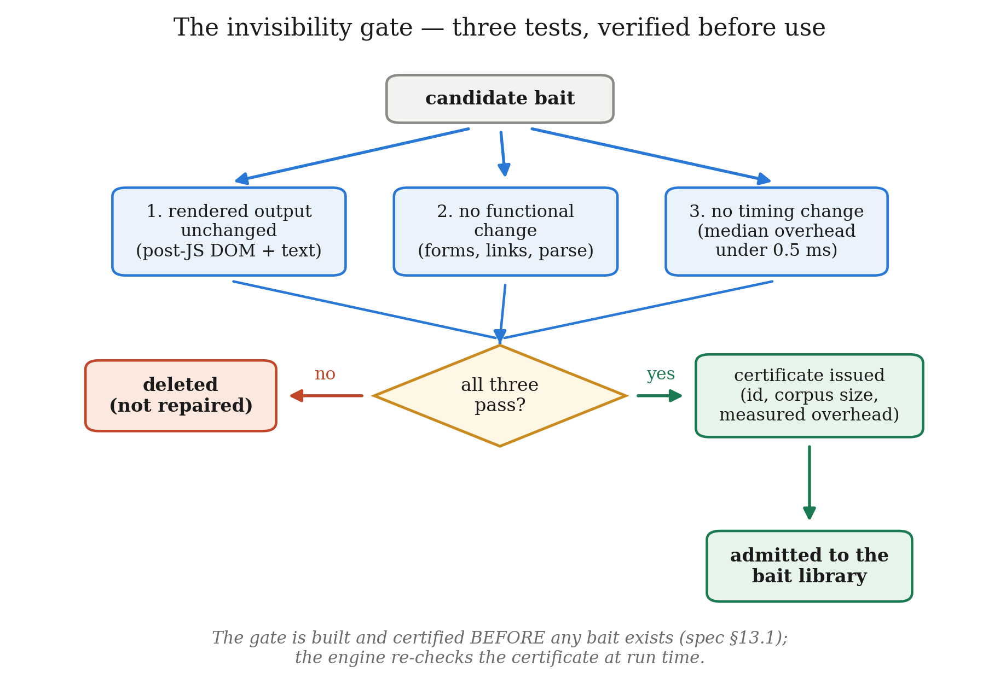 The invisibility gate — three tests, verified before use
candidate bait
1. rendered output
unchanged
(post-JS DOM + text)
2. no functional
change
(forms, links, parse)
3. no timing change
(median overhead
under 0.5 ms)
deleted
(not repaired)
no
all three
pass?
yes
certificate issued
(id, corpus size,
measured overhead)
admitted to the
bait library
The gate is built and certified BEFORE any bait exists (spec §13.1);
the engine re-checks the certificate at run time.